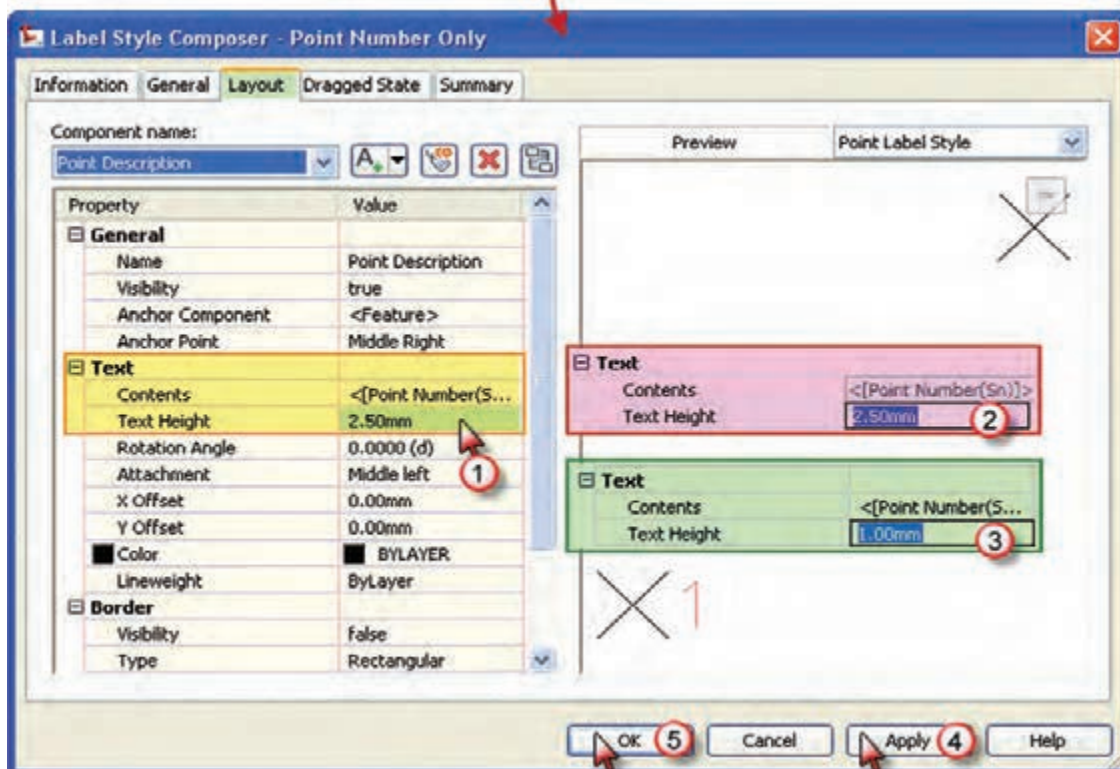 Label Style Composer - Point Number Only
Information General Layout Dragged State Summary
Component name:
Point Description
Preview Point Label Style
Property Value
General
Name Point Description
Visibility true
Anchor Component <Feature>
Anchor Point Middle Right
Text
Contents <[Point Number(S...
Text Height 2.50mm
1
Rotation Angle 0.0000 (d)
Attachment Middle left
X Offset 0.00mm
Y Offset 0.00mm
Color BYLAYER
Lineweight ByLayer
Border
Visibility false
Type Rectangular
Text
Contents <[Point Number(Sn)]>
Text Height 2.50mm 2
Text
Contents <[Point Number(S...
Text Height 1.00mm 3
1
OK 5 Cancel Apply 4 Help